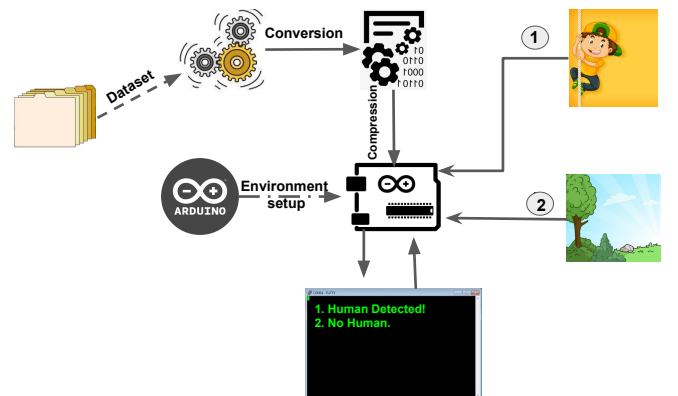 Conversion
Dataset
Compression
1
ARDUINO
Environment
setup
2
1. Human Detected!
2. No Human.